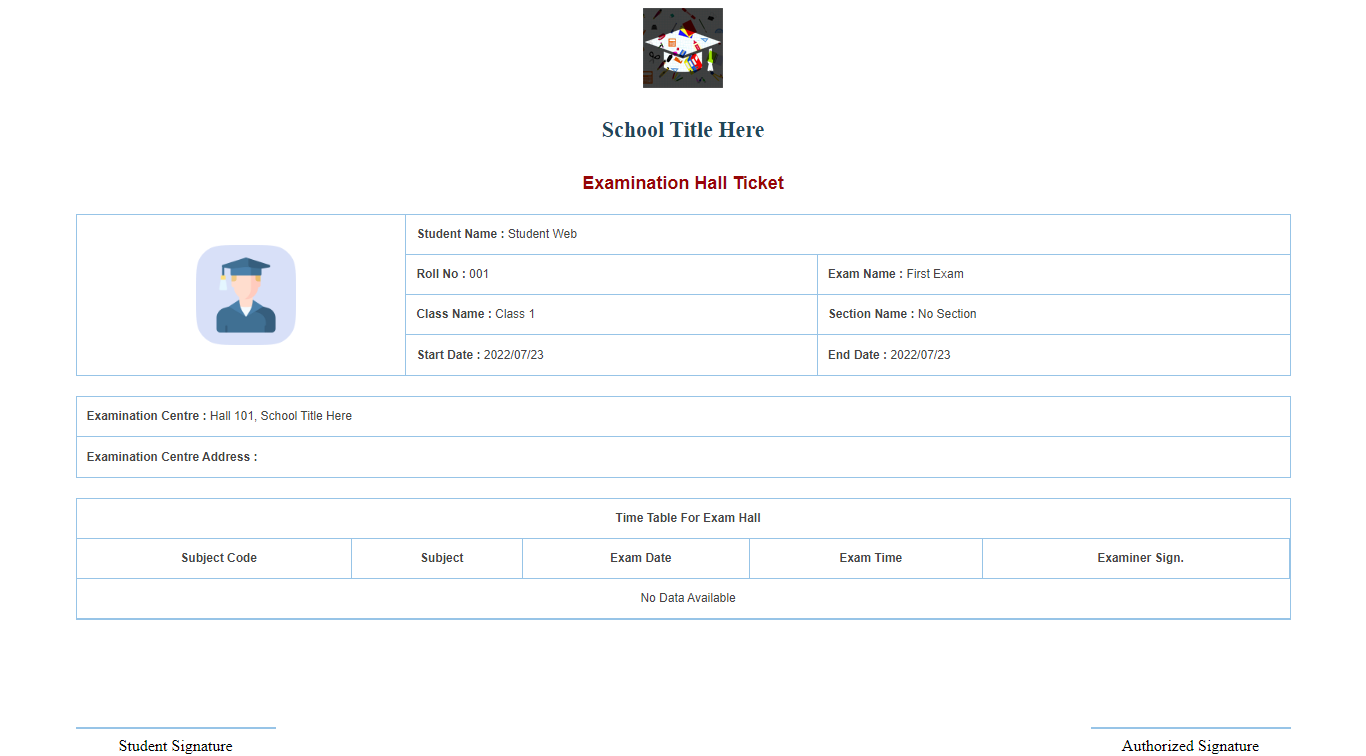 School Title Here
Examination Hall Ticket
Student Name : Student Web
Roll No : 001
Exam Name : First Exam
Class Name : Class 1
Section Name : No Section
Start Date : 2022/07/23
End Date : 2022/07/23
Examination Centre : Hall 101, School Title Here
Examination Centre Address :
Time Table For Exam Hall
Subject Code
Subject
Exam Date
Exam Time
Examiner Sign.
No Data Available
Student Signature
Authorized Signature